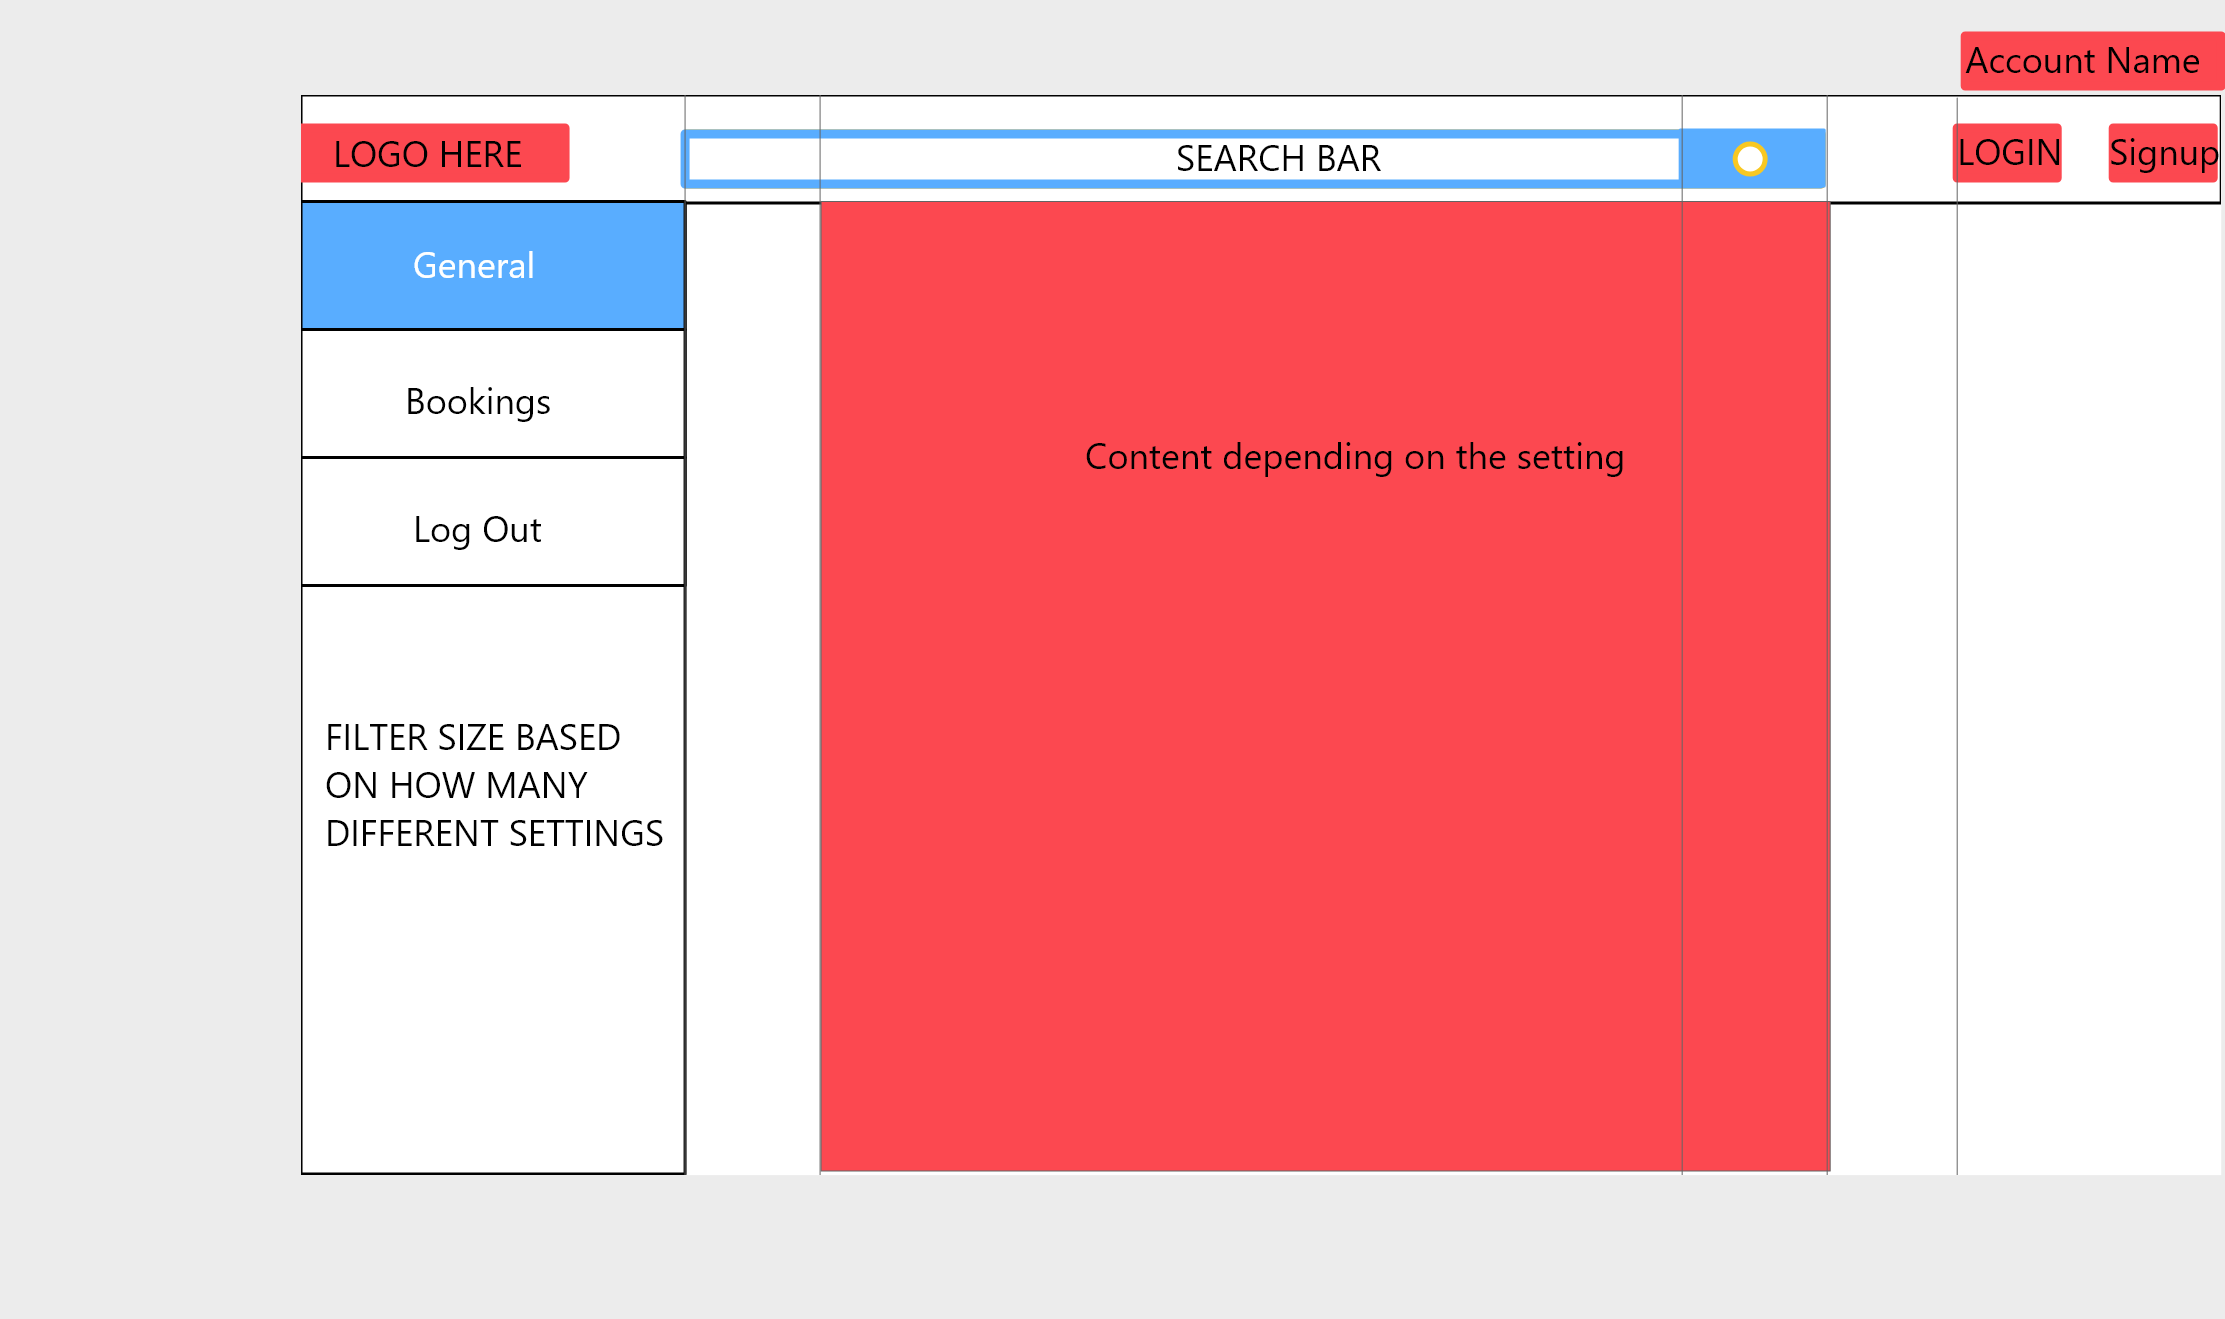 Account Name
LOGO HERE
SEARCH BAR
LOGIN
Signup
General
Bookings
Content depending on the setting
Log Out
FILTER SIZE BASED
ON HOW MANY
DIFFERENT SETTINGS